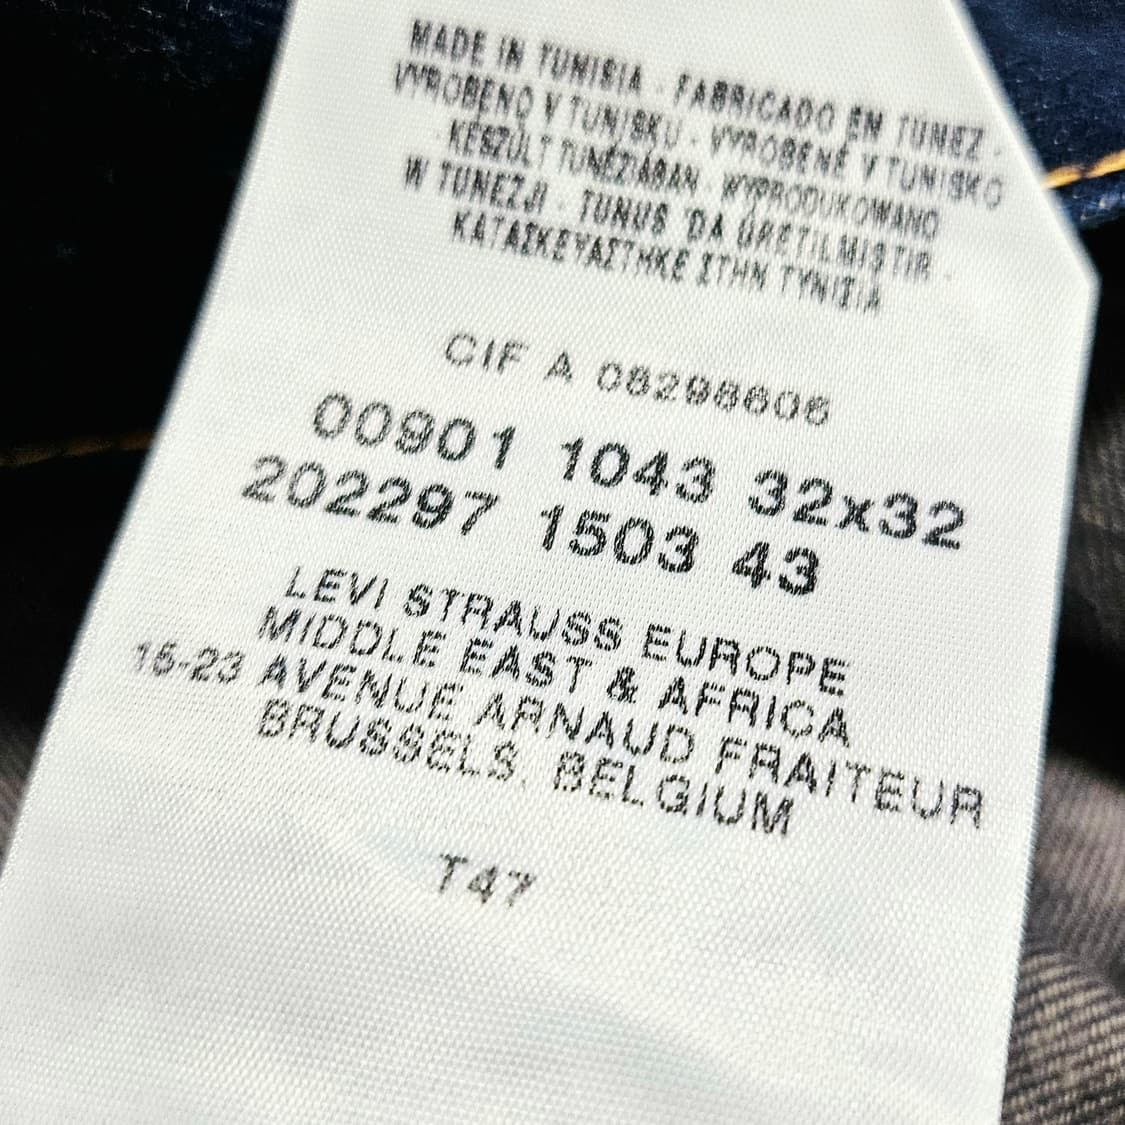 MADE IN TUNISIA - FABRICADO EN TUNEZ -
VYROBENO V TUNISKU - VYROBENÉ V TUNISKO
- KÉSZÜLT TUNÉZIÁBAN - WYPRODUKOWANO
W TUNEZJI - TUNUS 'DA ÜRETILMISTIR -
ΚΑΤΑΣΚΕΥΑΣΤΗΚΕ ΣΤΗΝ ΤΥΝΙΣΙΑ
CIF A 08298606
00901 1043 32x32
202297 1503 43
LEVI STRAUSS EUROPE
MIDDLE EAST & AFRICA
15-23 AVENUE ARNAUD FRAITEUR
BRUSSELS, BELGIUM
T47